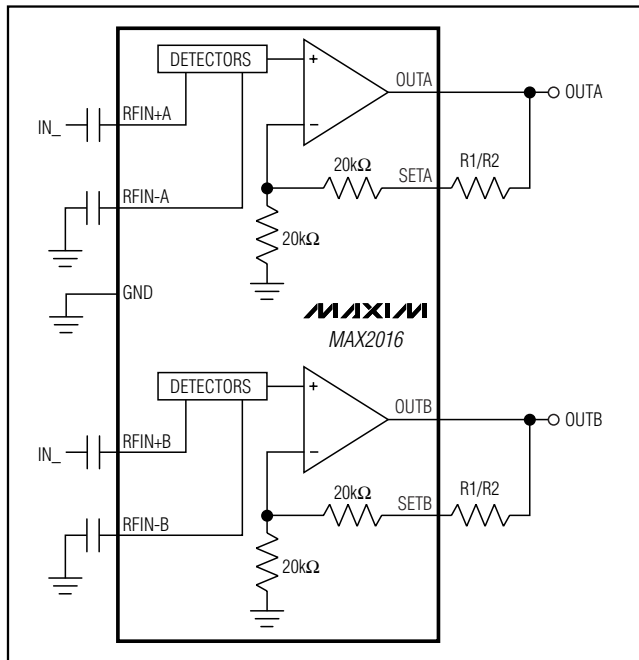 DETECTORS
+
OUTA
OUTA
IN_
RFIN+A
−
20kΩ
SETA
R1/R2
RFIN-A
20kΩ
GND
MAXIM
MAX2016
DETECTORS
+
OUTB
OUTB
IN_
RFIN+B
−
20kΩ
SETB
R1/R2
RFIN-B
20kΩ